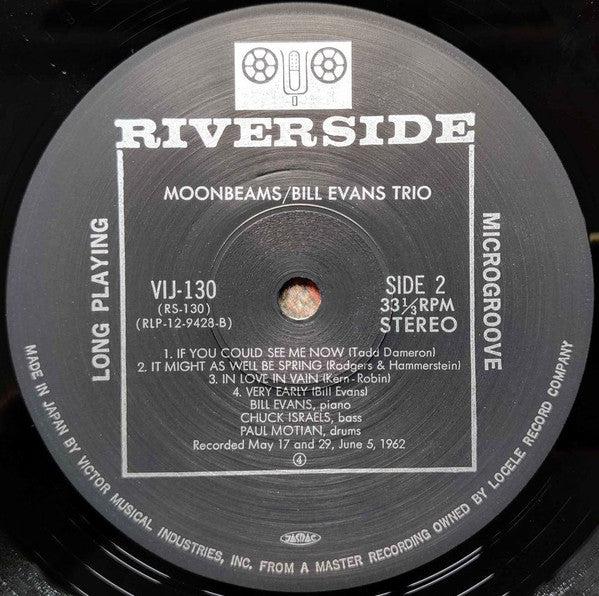 RIVERSIDE
MOONBEAMS/BILL EVANS TRIO
LONG PLAYING
MICROGROOVE
VIJ-130
(RS-130)
(RLP-12-9428-B)
SIDE 2
33⅓RPM
STEREO
1. IF YOU COULD SEE ME NOW (Tadd Dameron)
2. IT MIGHT AS WELL BE SPRING (Rodgers & Hammerstein)
3. IN LOVE IN VAIN (Kern-Robin)
4. VERY EARLY (Bill Evans)
BILL EVANS, piano
CHUCK ISRAELS, bass
PAUL MOTIAN, drums
Recorded May 17 and 29, June 5, 1962
④
JASRAC
MADE IN JAPAN BY VICTOR MUSICAL INDUSTRIES, INC. FROM A MASTER RECORDING OWNED BY LOCELE RECORD COMPANY